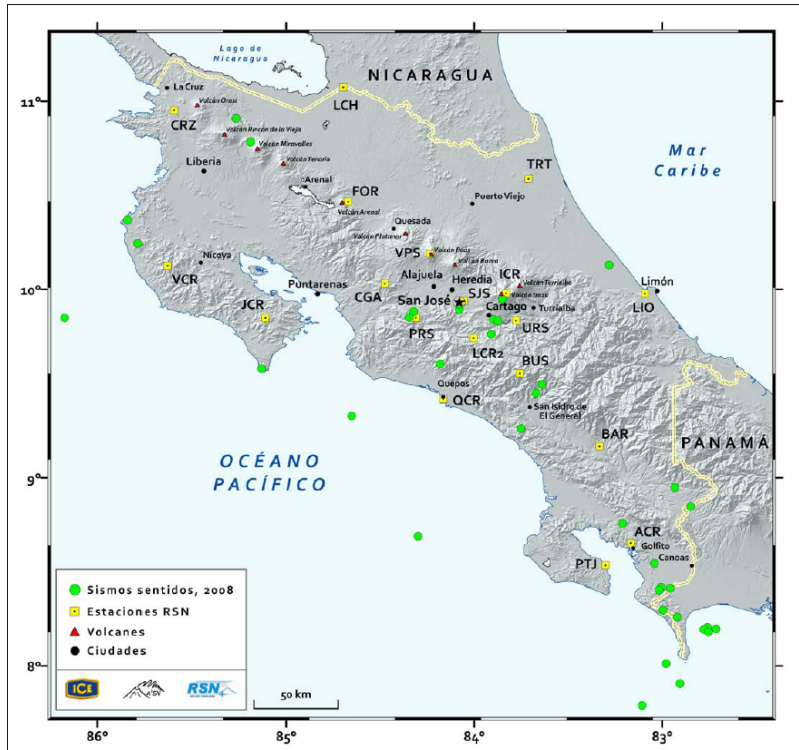 Lago de
Nicaragua
NICARAGUA
11°
La Cruz
Volcán Orosí
LCH
CRZ
Volcán Rincón de la Vieja
Volcán Miravalles
Liberia
Volcán Tenorio
Arenal
FOR
Volcán Arenal
TRT
Puerto Viejo
Mar
Caribe
Quesada
Volcán Platanar
VPS
Volcán Poás
Volcán Barva
Nicoya
VCR
Puntarenas
CGA
Alajuela
Heredia
ICR
Volcán Turrialba
Volcán Irazú
10°
San José
SJS
Limón
LIO
JCR
PRS
Cartago
Turrialba
URS
LCR2
BUS
Quepos
QCR
San Isidro de
El General
BAR
PANAMÁ
OCÉANO
PACÍFICO
9°
ACR
Golfito
Canoas
PTJ
8°
Sismos sentidos, 2008
Estaciones RSN
Volcanes
Ciudades
ICE
RSN
50 km
86°
85°
84°
83°